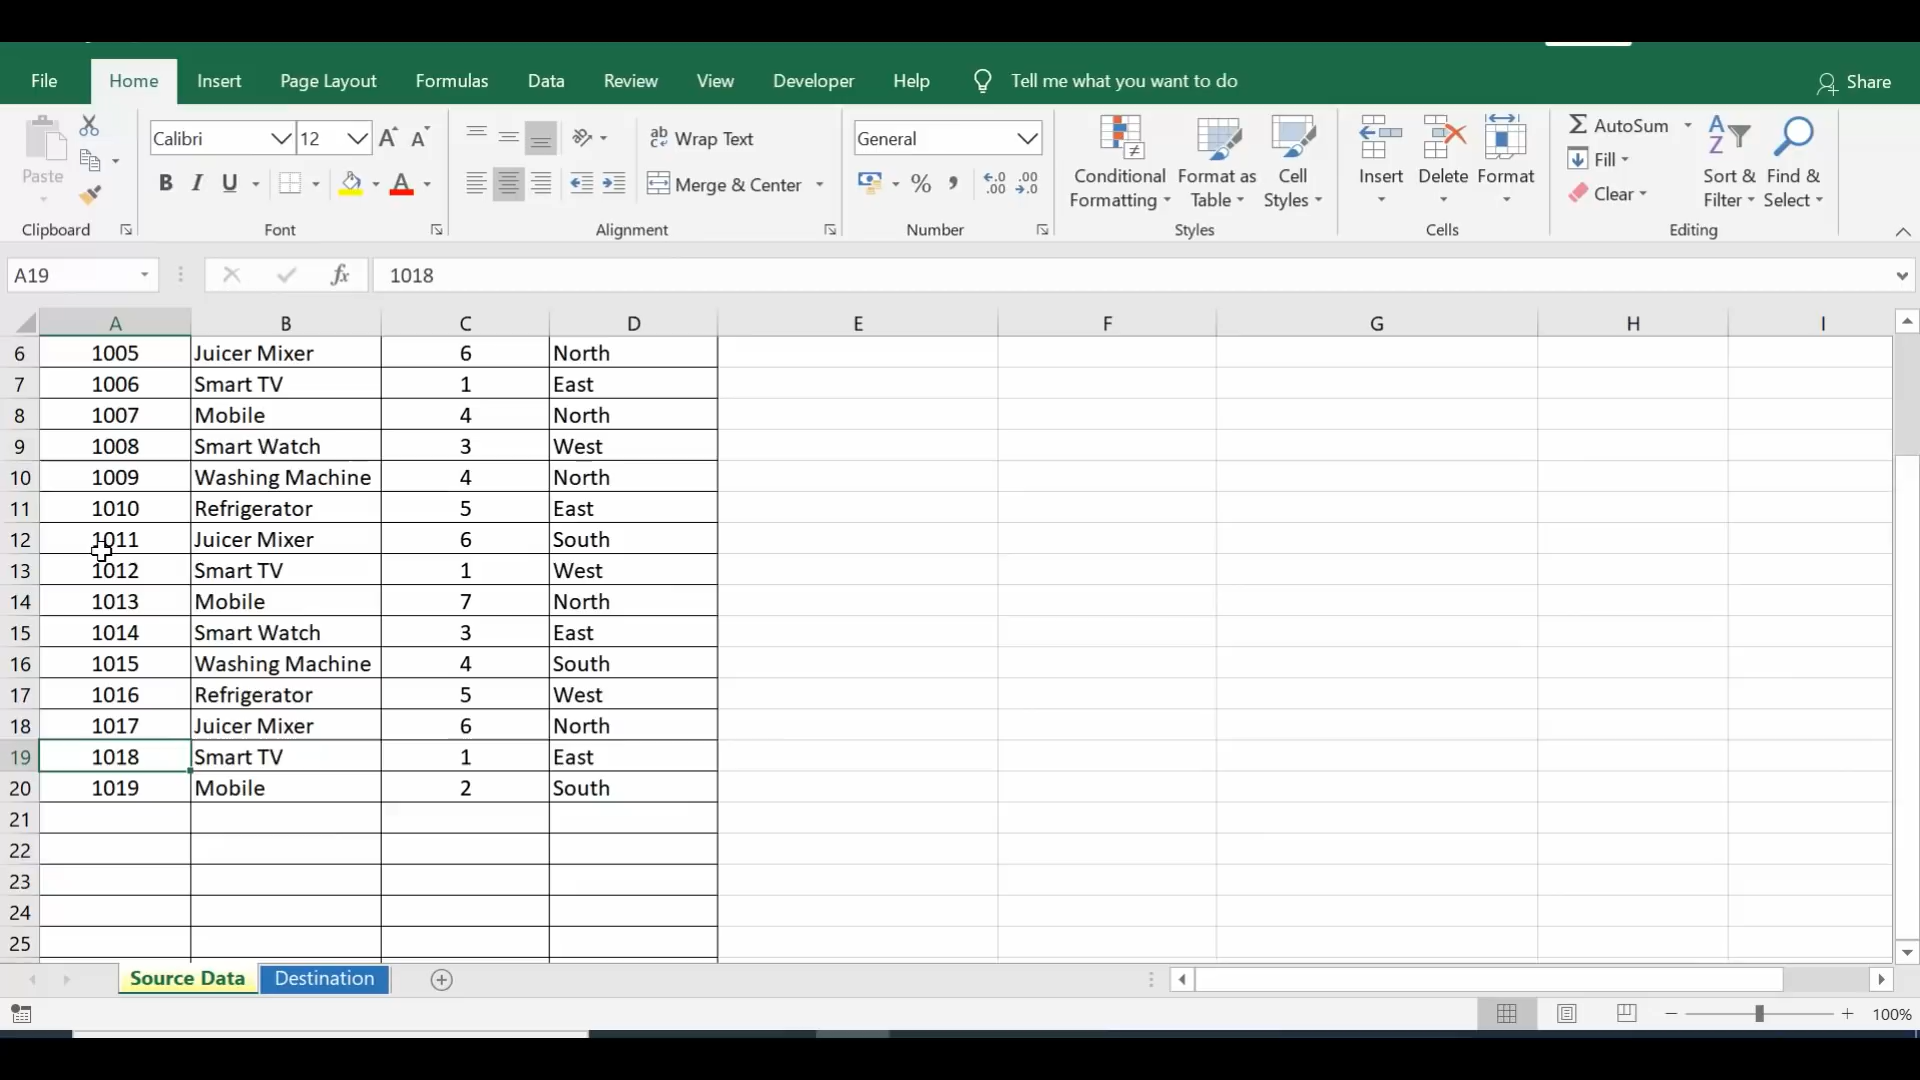 File Home Insert Page Layout Formulas Data Review View Developer Help Tell me what you want to do Share
Calibri 12 Wrap Text General AutoSum
Paste B I U Merge & Center % , .00 .00 Conditional Formatting Format as Table Cell Styles Insert Delete Format Fill Clear Sort & Filter Find & Select
Clipboard Font Alignment Number Styles Cells Editing
A19 fx 1018
A B C D E F G H I
6 1005 Juicer Mixer 6 North
7 1006 Smart TV 1 East
8 1007 Mobile 4 North
9 1008 Smart Watch 3 West
10 1009 Washing Machine 4 North
11 1010 Refrigerator 5 East
12 1011 Juicer Mixer 6 South
13 1012 Smart TV 1 West
14 1013 Mobile 7 North
15 1014 Smart Watch 3 East
16 1015 Washing Machine 4 South
17 1016 Refrigerator 5 West
18 1017 Juicer Mixer 6 North
19 1018 Smart TV 1 East
20 1019 Mobile 2 South
21
22
23
24
25
Source Data Destination
100%